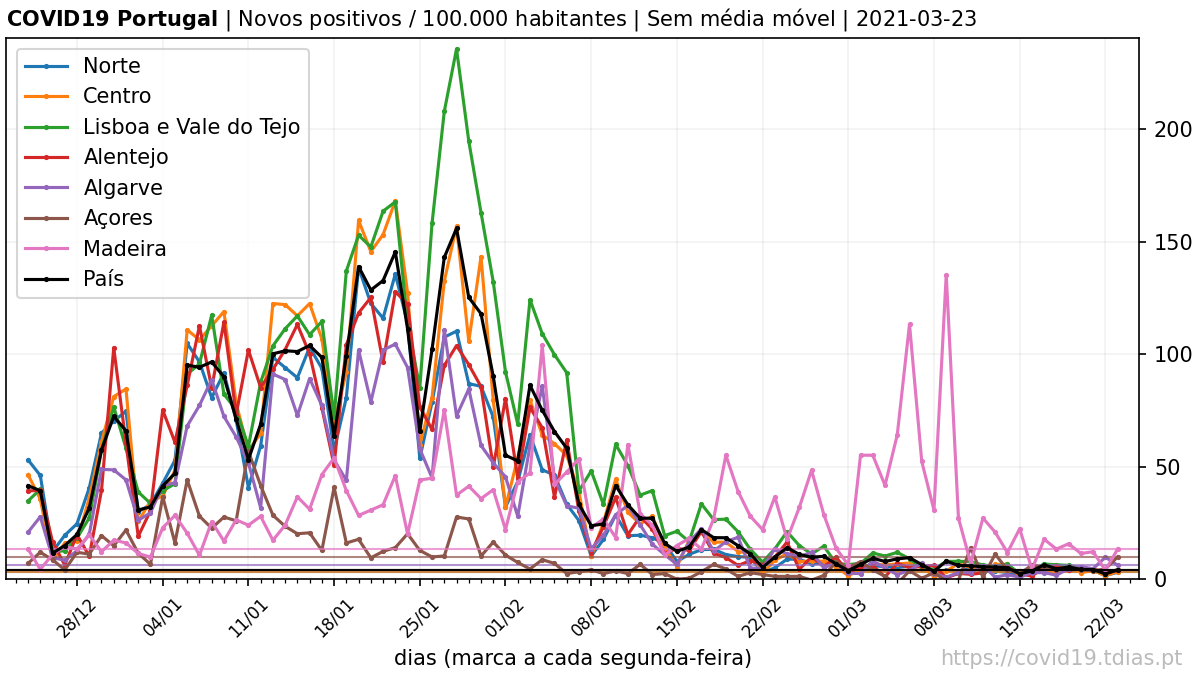 COVID19 Portugal | Novos positivos / 100.000 habitantes | Sem média móvel | 2021-03-23
Norte
Centro
Lisboa e Vale do Tejo
Alentejo
Algarve
Açores
Madeira
País
200
150
100
50
0
28/12 04/01 11/01 18/01 25/01 01/02 08/02 15/02 22/02 01/03 08/03 15/03 22/03
dias (marca a cada segunda-feira)
https://covid19.tdias.pt